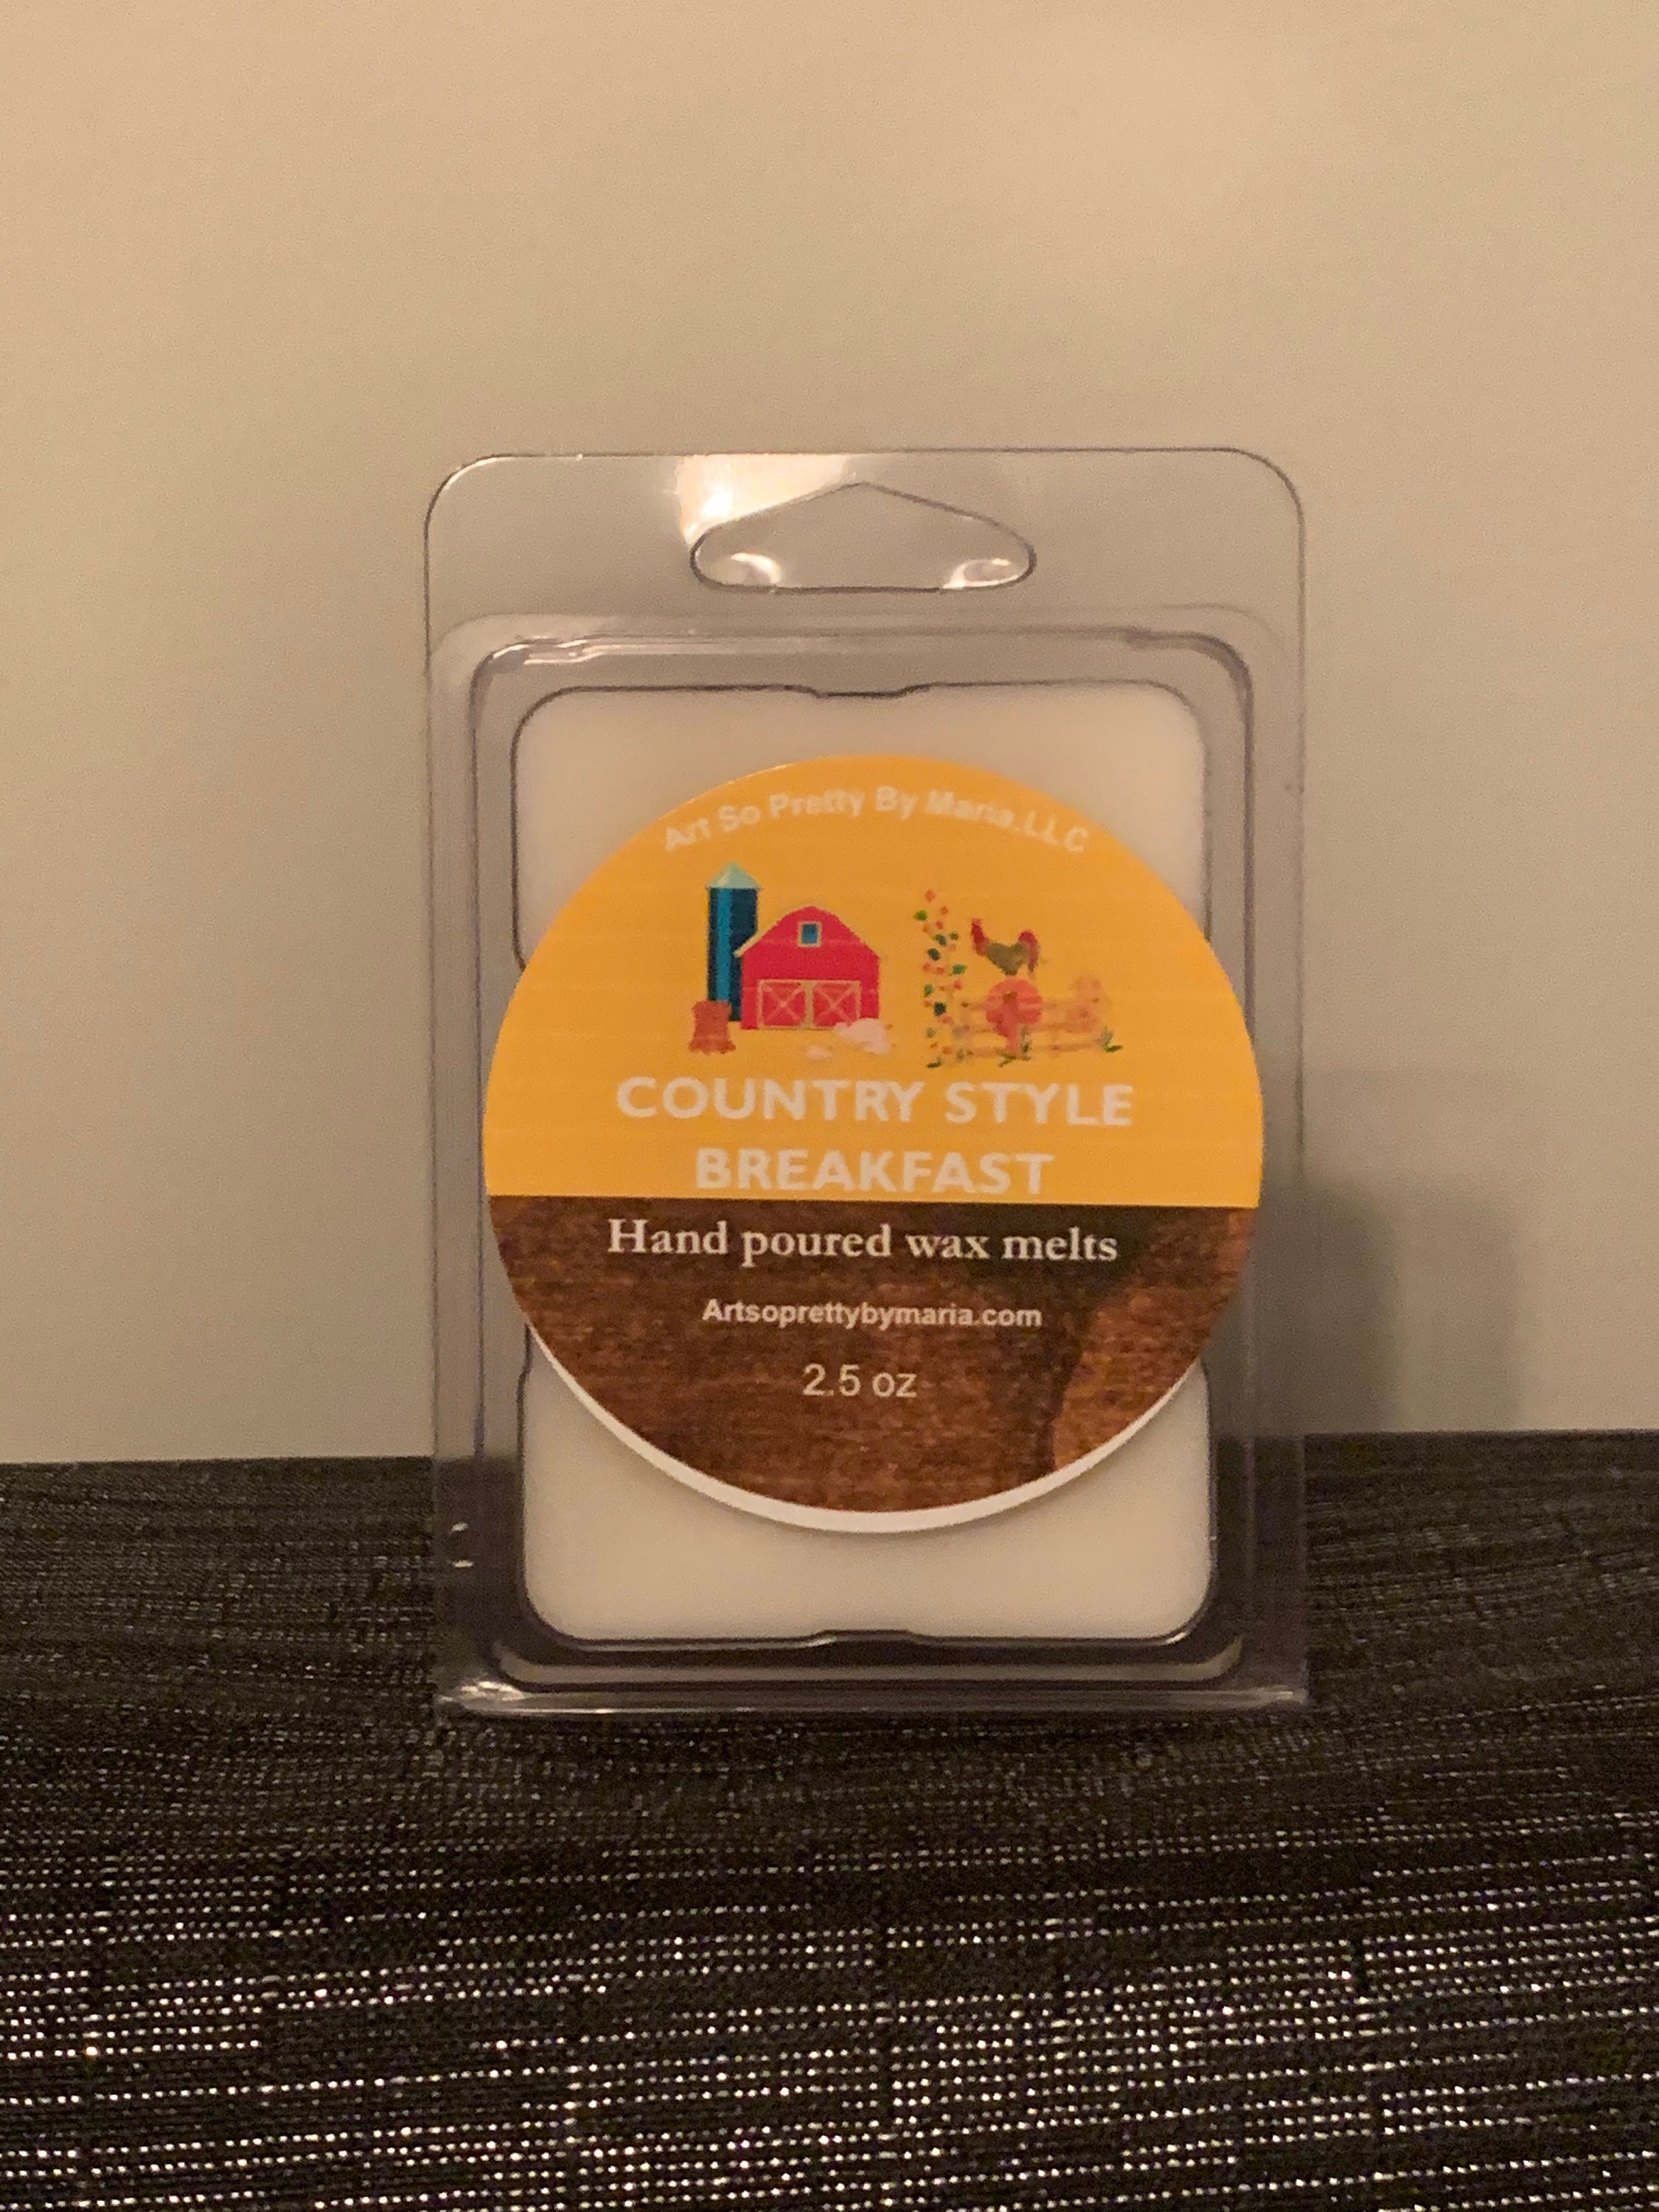 Art So Pretty By Maria,LLC
COUNTRY STYLE
BREAKFAST
Hand poured wax melts
Artsoprettybymaria.com
2.5 oz